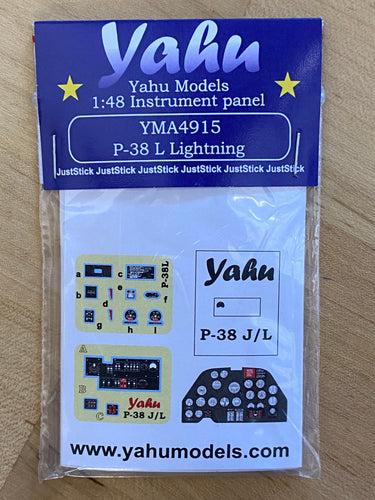 Yahu
Yahu Models
1:48 Instrument panel
YMA4915
P-38 L Lightning
JustStick JustStick JustStick JustStick JustStick JustStick
a
c
P-38L
b
e
d
f
g
h
i
Yahu
P-38 J/L
A
B
C
Yahu
P-38 J/L
www.yahumodels.com